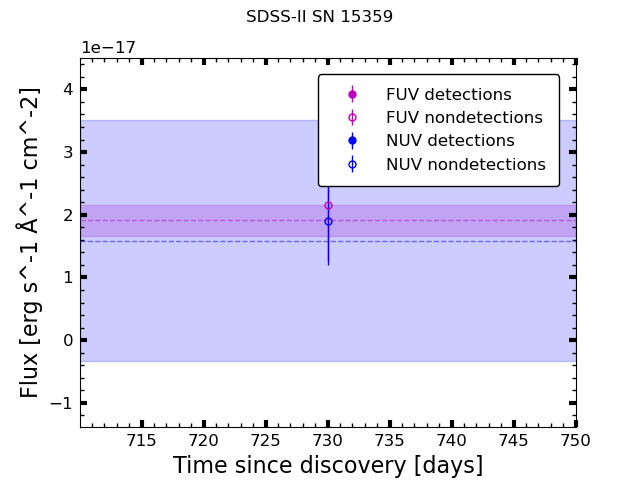 SDSS-II SN 15359
1e−17
FUV detections
FUV nondetections
NUV detections
NUV nondetections
4
3
2
1
0
−1
Flux [erg s^-1 Å^-1 cm^-2]
715 720 725 730 735 740 745 750
Time since discovery [days]